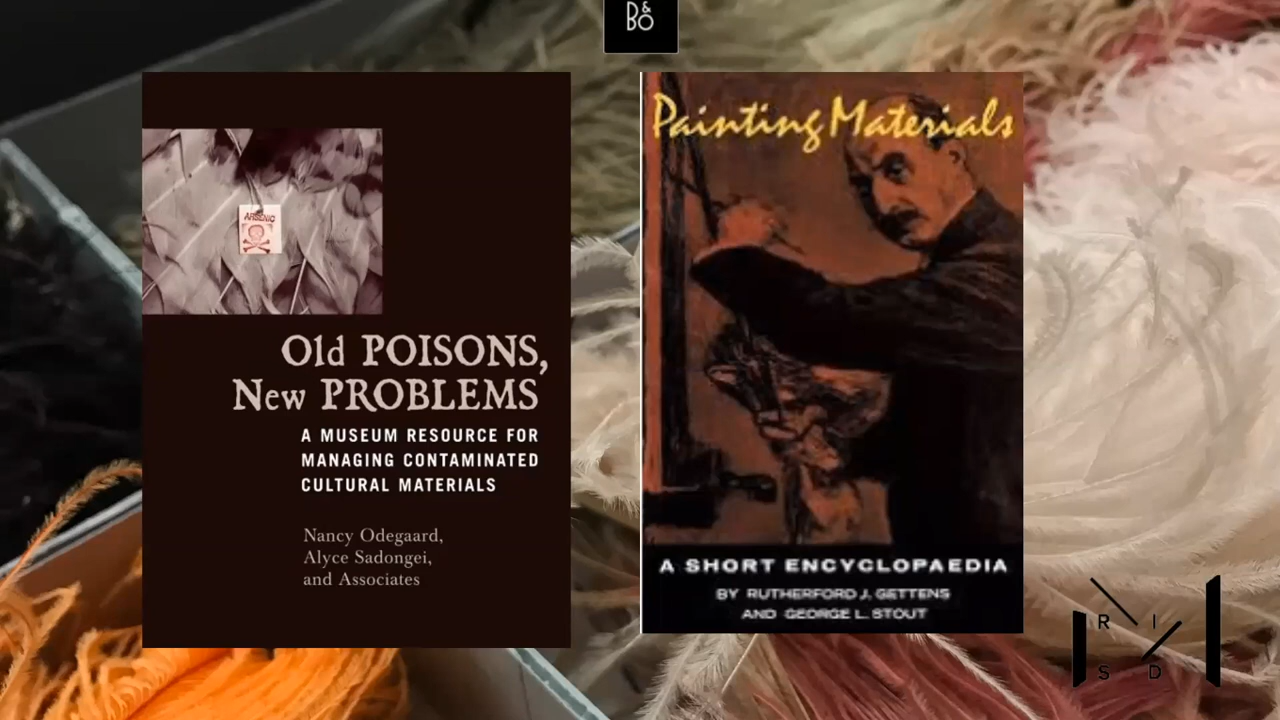 D&
BO
ARSENIC
Old POISONS,
New PROBLEMS
A MUSEUM RESOURCE FOR
MANAGING CONTAMINATED
CULTURAL MATERIALS
Nancy Odegaard,
Alyce Sadongei,
and Associates
Painting Materials
A SHORT ENCYCLOPAEDIA
BY RUTHERFORD J. GETTENS
AND GEORGE L. STOUT
R I
S D